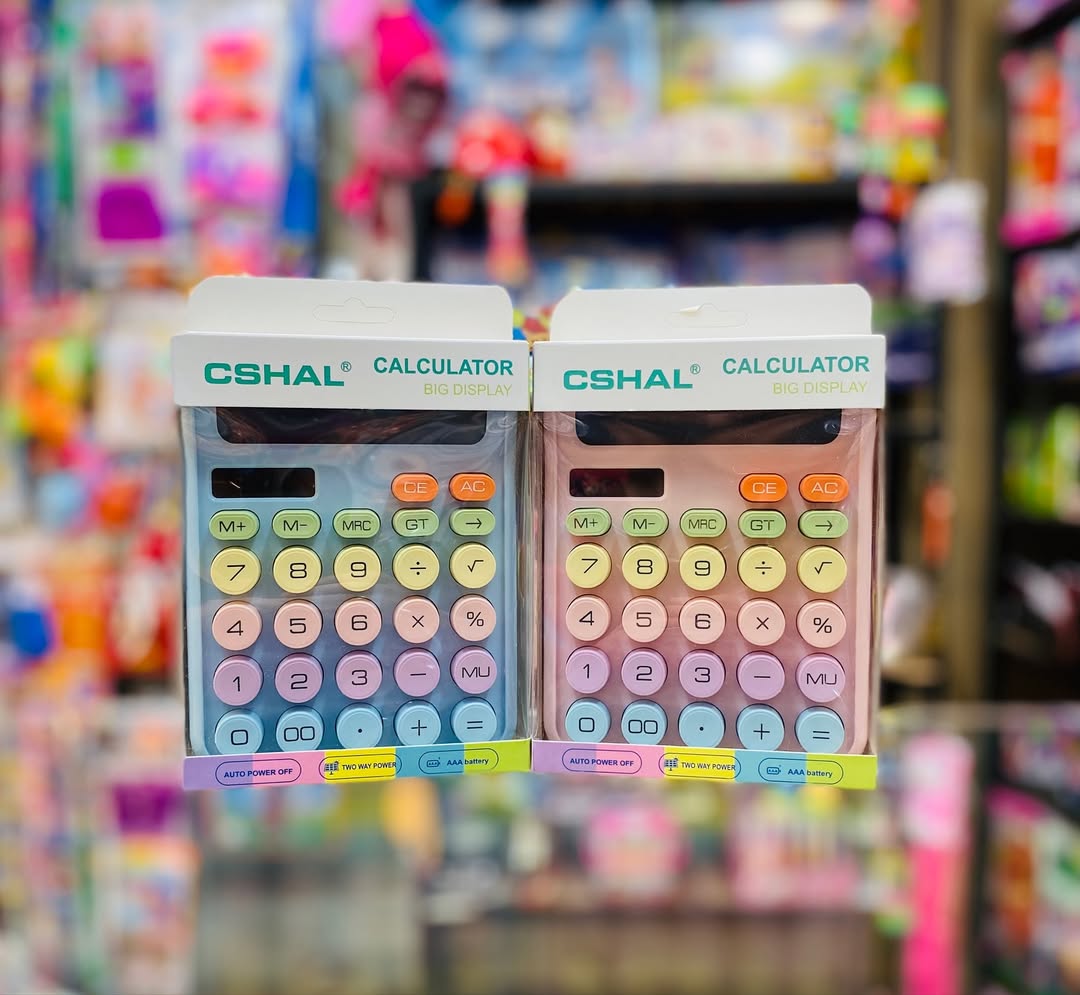 CSHAL® CALCULATOR
BIG DISPLAY
CE AC
M+ M- MRC GT →
7 8 9 ÷ √
4 5 6 × %
1 2 3 − MU
0 00 · + =
AUTO POWER OFF TWO WAY POWER AAA AAA battery
CSHAL® CALCULATOR
BIG DISPLAY
CE AC
M+ M- MRC GT →
7 8 9 ÷ √
4 5 6 × %
1 2 3 − MU
0 00 · + =
AUTO POWER OFF TWO WAY POWER AAA AAA battery